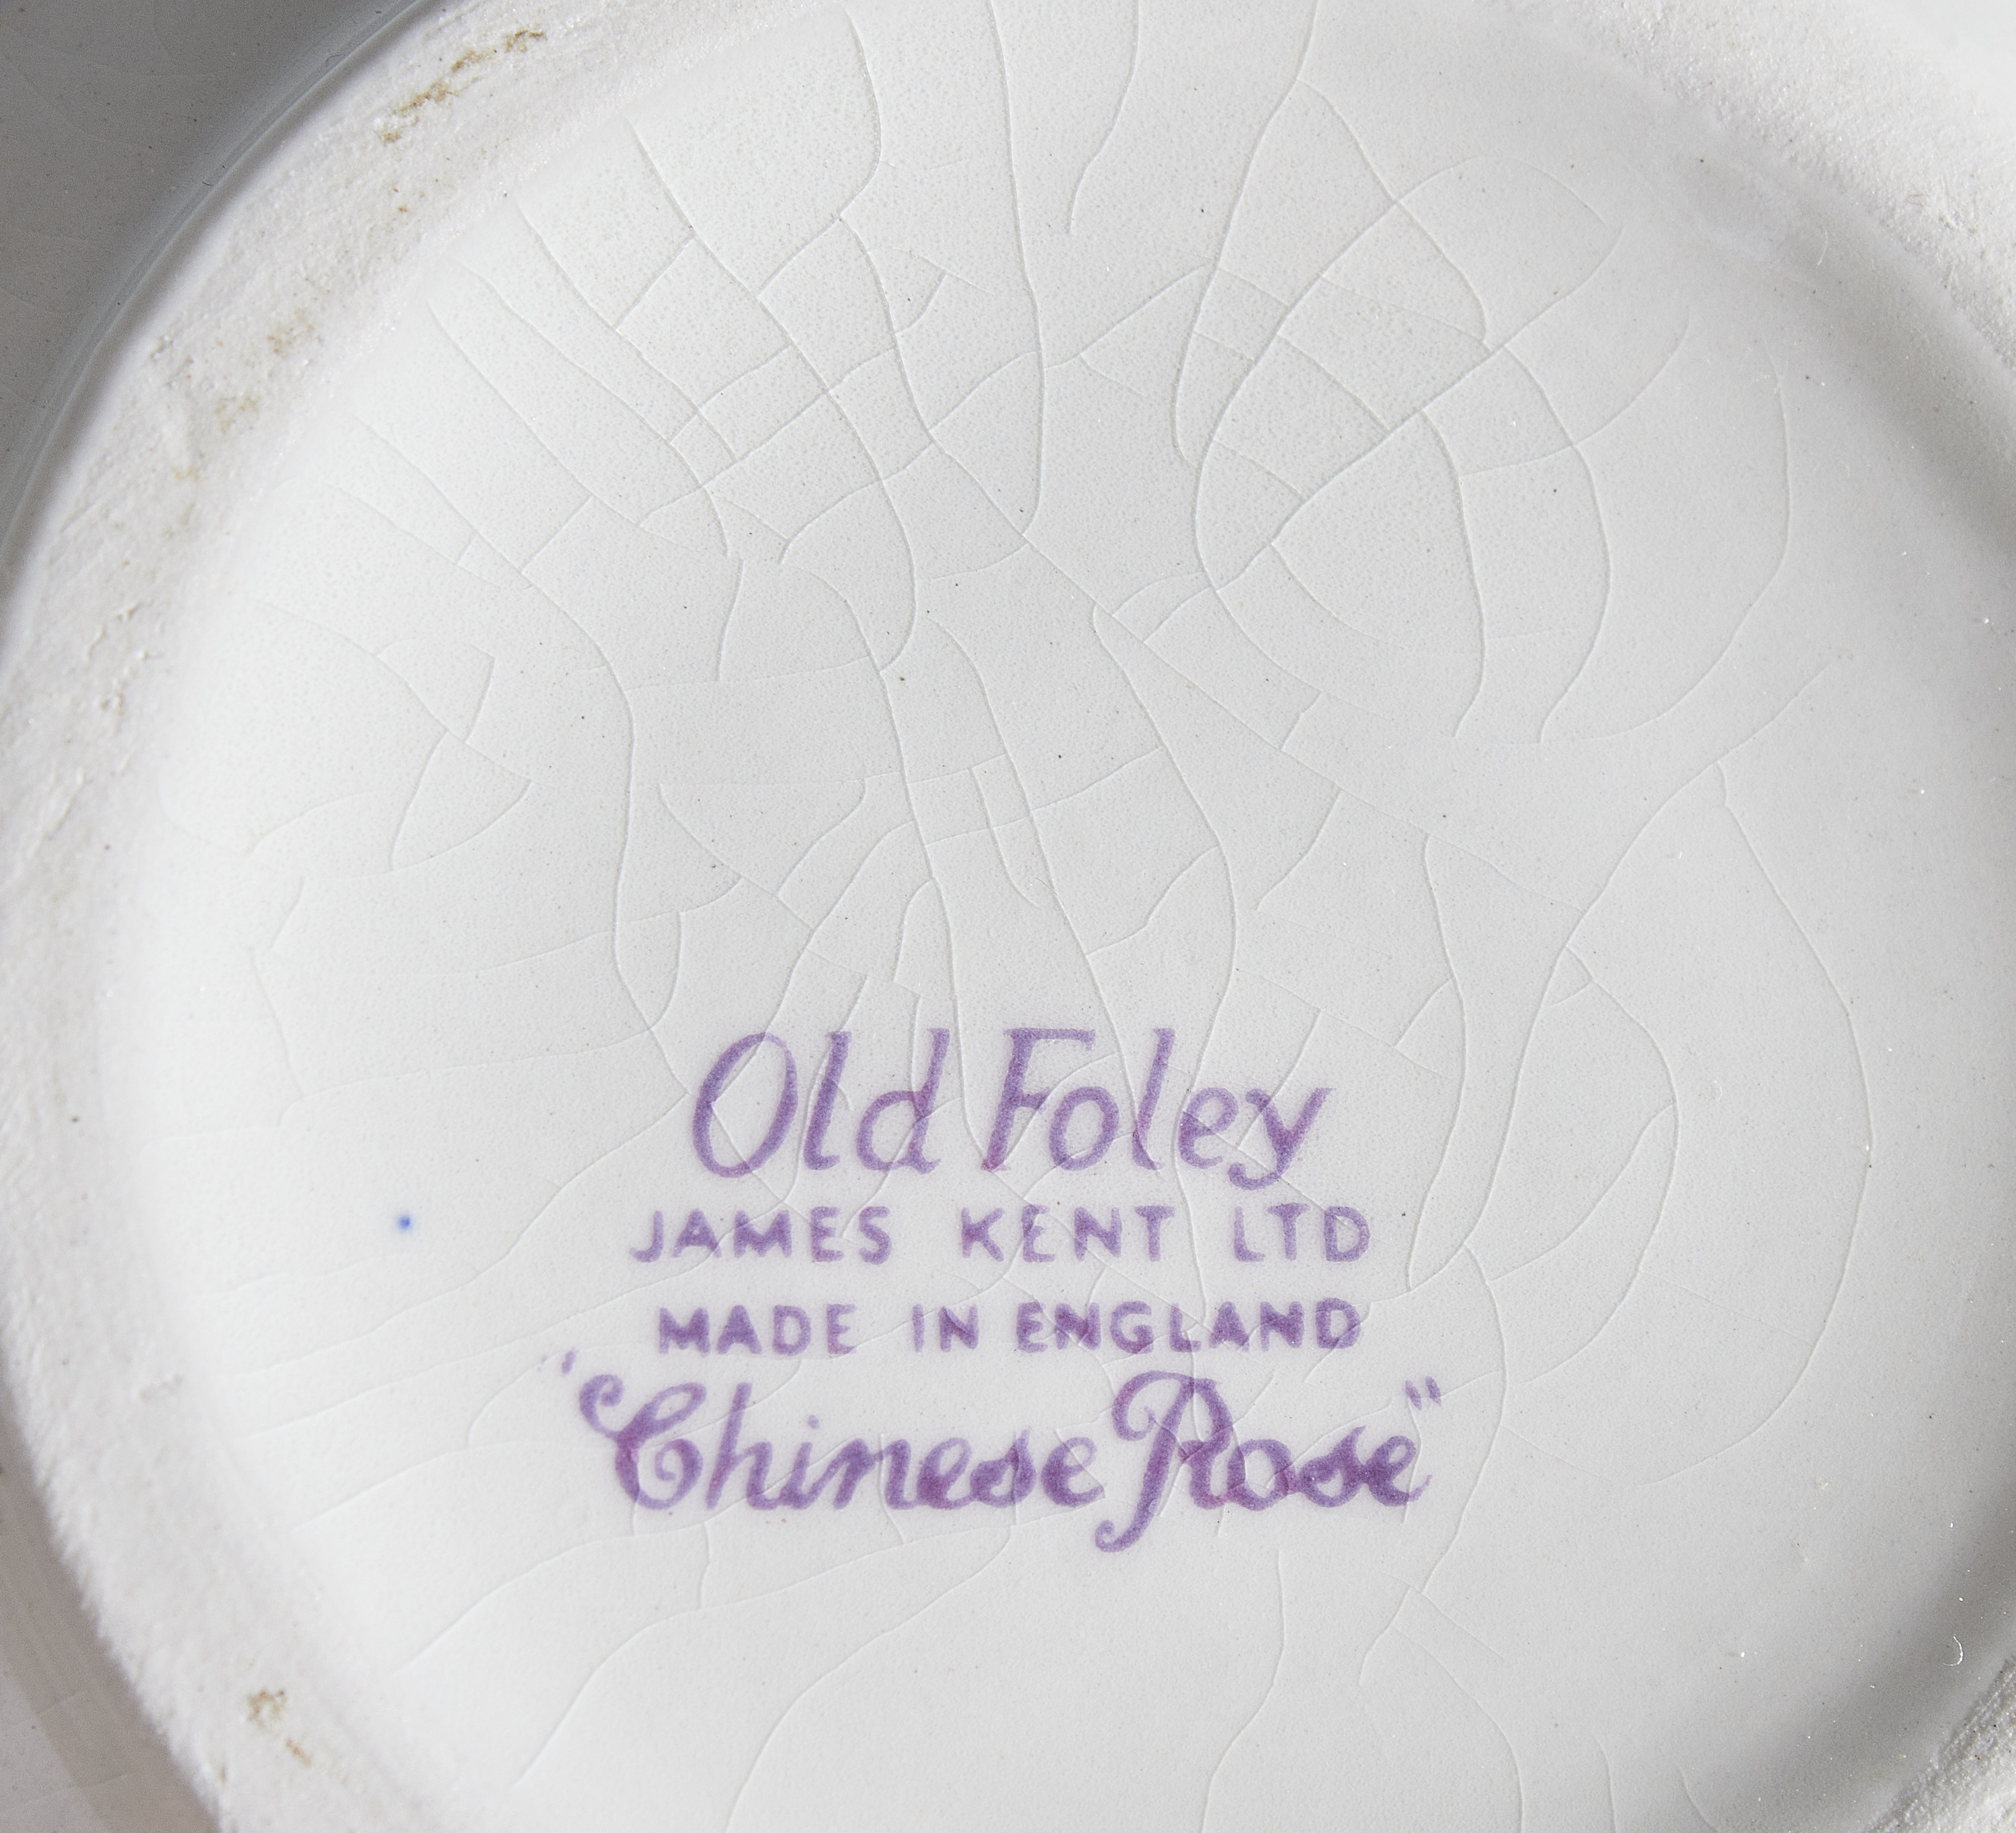 Old Foley
JAMES KENT LTD
MADE IN ENGLAND
"Chinese Rose"